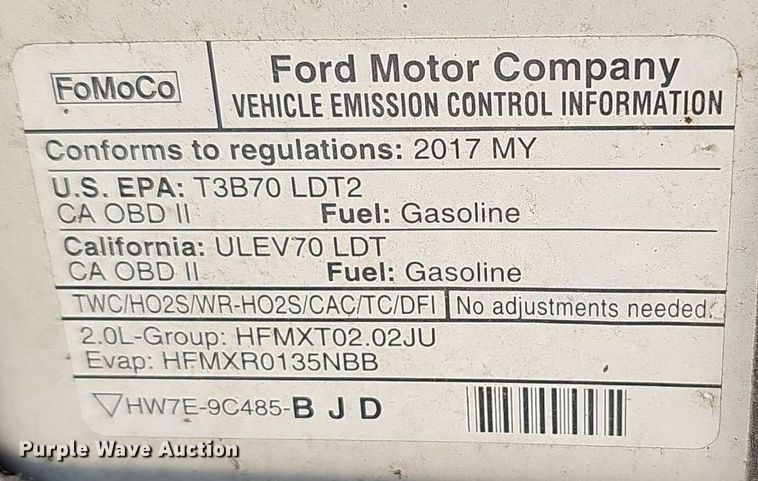 FoMoCo
Ford Motor Company
VEHICLE EMISSION CONTROL INFORMATION
Conforms to regulations: 2017 MY
U.S. EPA: T3B70 LDT2
CA OBD II Fuel: Gasoline
California: ULEV70 LDT
CA OBD II Fuel: Gasoline
TWC/HO2S/WR-HO2S/CAC/TC/DFI No adjustments needed.
2.0L-Group: HFMXT02.02JU
Evap: HFMXR0135NBB
HW7E-9C485-B J D
Purple Wave Auction